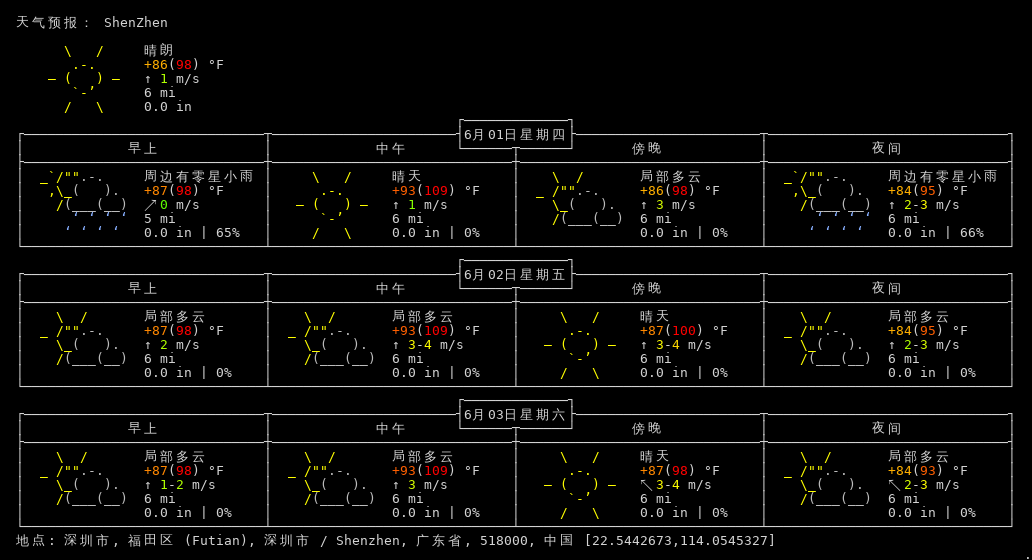 天气预报： ShenZhen
晴朗
+86(98) °F
↑ 1 m/s
6 mi
0.0 in
6月01日星期四
早上 中午 傍晚 夜间
周边有零星小雨 晴天 局部多云 周边有零星小雨
+87(98) °F +93(109) °F +86(98) °F +84(95) °F
↗ 0 m/s ↑ 1 m/s ↑ 3 m/s ↑ 2-3 m/s
5 mi 6 mi 6 mi 6 mi
0.0 in | 65% 0.0 in | 0% 0.0 in | 0% 0.0 in | 66%
6月02日星期五
早上 中午 傍晚 夜间
局部多云 局部多云 晴天 局部多云
+87(98) °F +93(109) °F +87(100) °F +84(95) °F
↑ 2 m/s ↑ 3-4 m/s ↑ 3-4 m/s ↑ 2-3 m/s
6 mi 6 mi 6 mi 6 mi
0.0 in | 0% 0.0 in | 0% 0.0 in | 0% 0.0 in | 0%
6月03日星期六
早上 中午 傍晚 夜间
局部多云 局部多云 晴天 局部多云
+87(98) °F +93(109) °F +87(98) °F +84(93) °F
↑ 1-2 m/s ↑ 3 m/s ↖ 3-4 m/s ↖ 2-3 m/s
6 mi 6 mi 6 mi 6 mi
0.0 in | 0% 0.0 in | 0% 0.0 in | 0% 0.0 in | 0%
地点: 深圳市, 福田区 (Futian), 深圳市 / Shenzhen, 广东省, 518000, 中国 [22.5442673,114.0545327]